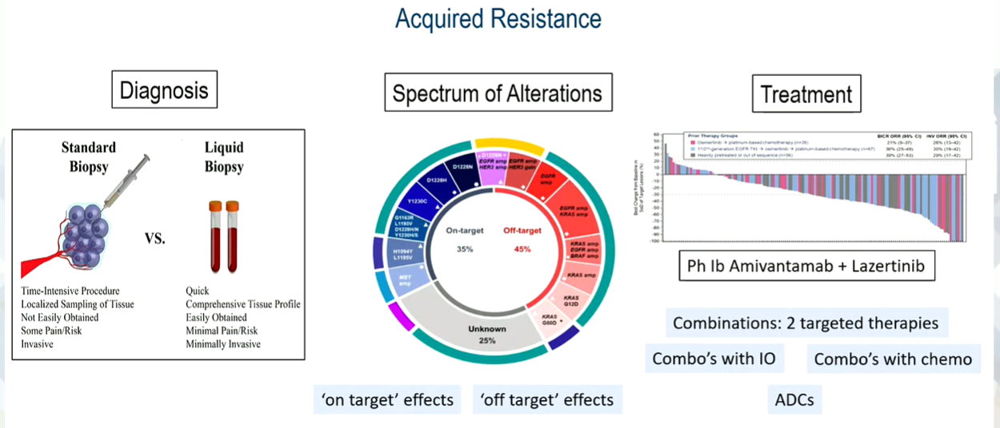 Acquired Resistance
Diagnosis
Standard
Biopsy
Liquid
Biopsy
VS.
Time-Intensive Procedure
Localized Sampling of Tissue
Not Easily Obtained
Some Pain/Risk
Invasive
Quick
Comprehensive Tissue Profile
Easily Obtained
Minimal Pain/Risk
Minimally Invasive
Spectrum of Alterations
EGFR amp
HER3 amp
EGFR amp
HER3 gain
EGFR
amp
EGFR amp
KRAS amp
KRAS amp
EGFR amp
BRAF amp
KRAS amp
KRAS
G12D
KRAS
G60D *
Unknown
25%
MET
amp
H1094Y
L1195V
G1163R
L1195V
D1228H/N
Y1230H/S
Y1230C
D1228H
D1228N
On-target
35%
Off-target
45%
'on target' effects
'off target' effects
Treatment
Prior Therapy Groups
BICR ORR (95% CI)
INV ORR (95% CI)
Osimertinib → platinum-based chemotherapy (n=39)
21% (9–37)
26% (13–42)
osimertinib → platinum-based chemotherapy (n=67)
36% (25–49)
30% (19–42)
Heavily pretreated or out of sequence (n=56)
39% (27–53)
29% (17–42)
Best Change from Baseline in
SoD of Target Lesions (%)
60
50
40
30
20
10
0
-10
-20
-30
-40
-50
-60
-70
-80
-90
-100
Ph Ib Amivantamab + Lazertinib
Combinations: 2 targeted therapies
Combo's with IO
Combo's with chemo
ADCs